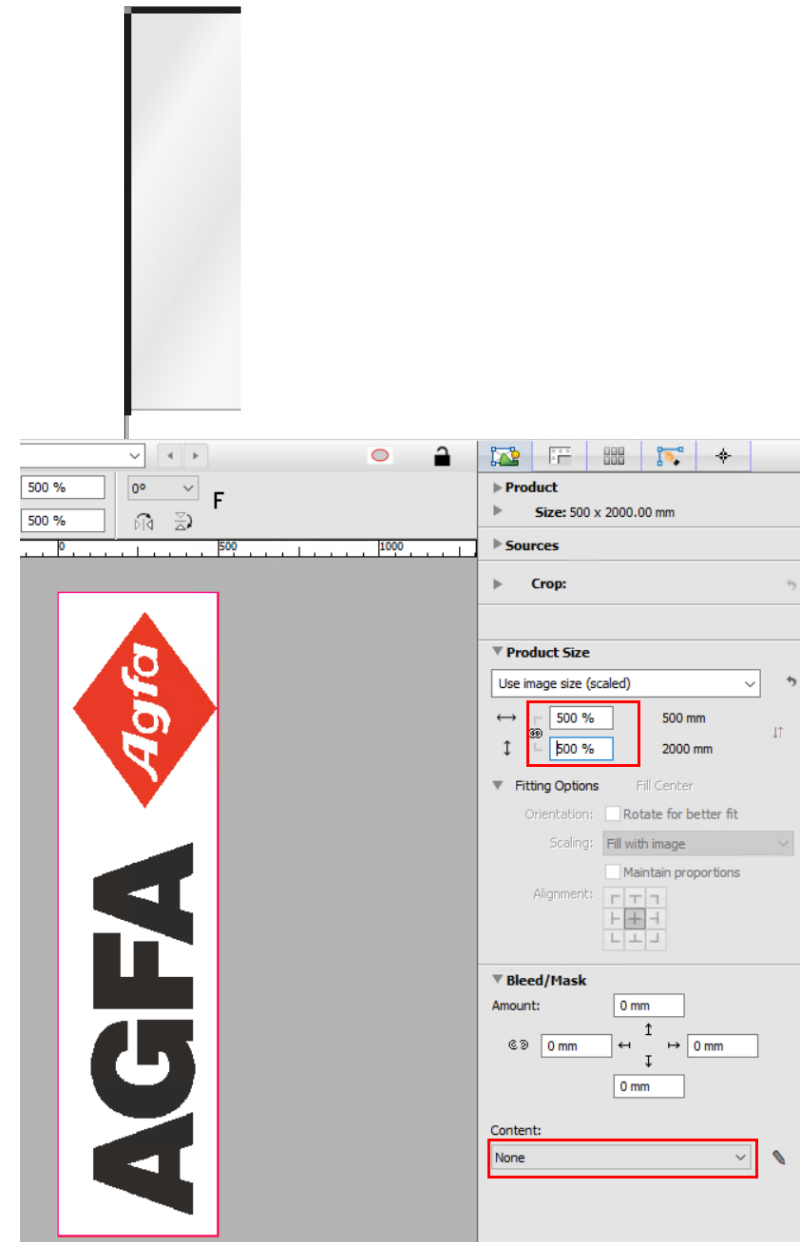 500 %
0°
500 %
F
0
500
1000
Agfa
AGFA
Product
Size: 500 x 2000.00 mm
Sources
Crop:
Product Size
Use image size (scaled)
500 %
500 mm
500 %
2000 mm
Fitting Options
Fill Center
Orientation:
Rotate for better fit
Scaling:
Fill with image
Maintain proportions
Alignment:
Bleed/Mask
Amount:
0 mm
0 mm
0 mm
0 mm
Content:
None